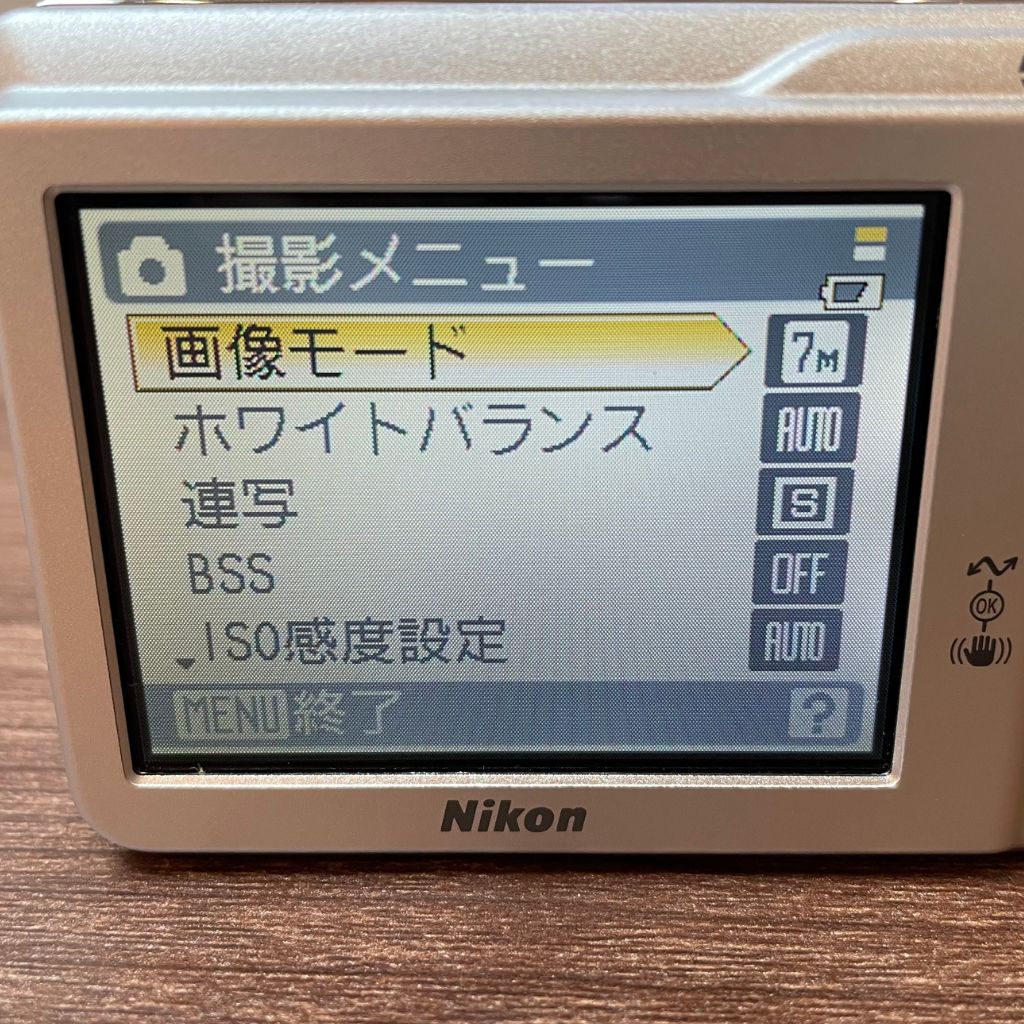 撮影メニュー
画像モード 7M
ホワイトバランス AUTO
連写 S
BSS OFF
ISO感度設定 AUTO
MENU終了 ?
OK
Nikon